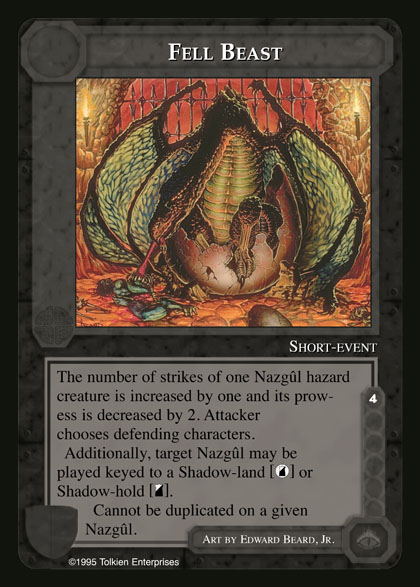 FELL BEAST
SHORT-EVENT
The number of strikes of one Nazgûl hazard
creature is increased by one and its prow-
ess is decreased by 2. Attacker
chooses defending characters.
Additionally, target Nazgûl may be
played keyed to a Shadow-land [] or
Shadow-hold [].
Cannot be duplicated on a given
Nazgûl.
4
ART BY EDWARD BEARD, JR.
©1995 Tolkien Enterprises